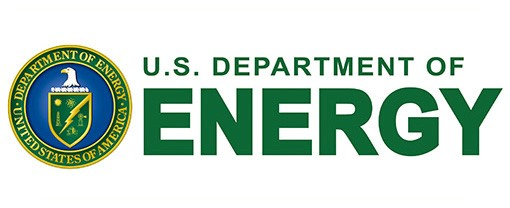 DEPARTMENT OF ENERGY
UNITED STATES OF AMERICA
U.S. DEPARTMENT OF
ENERGY